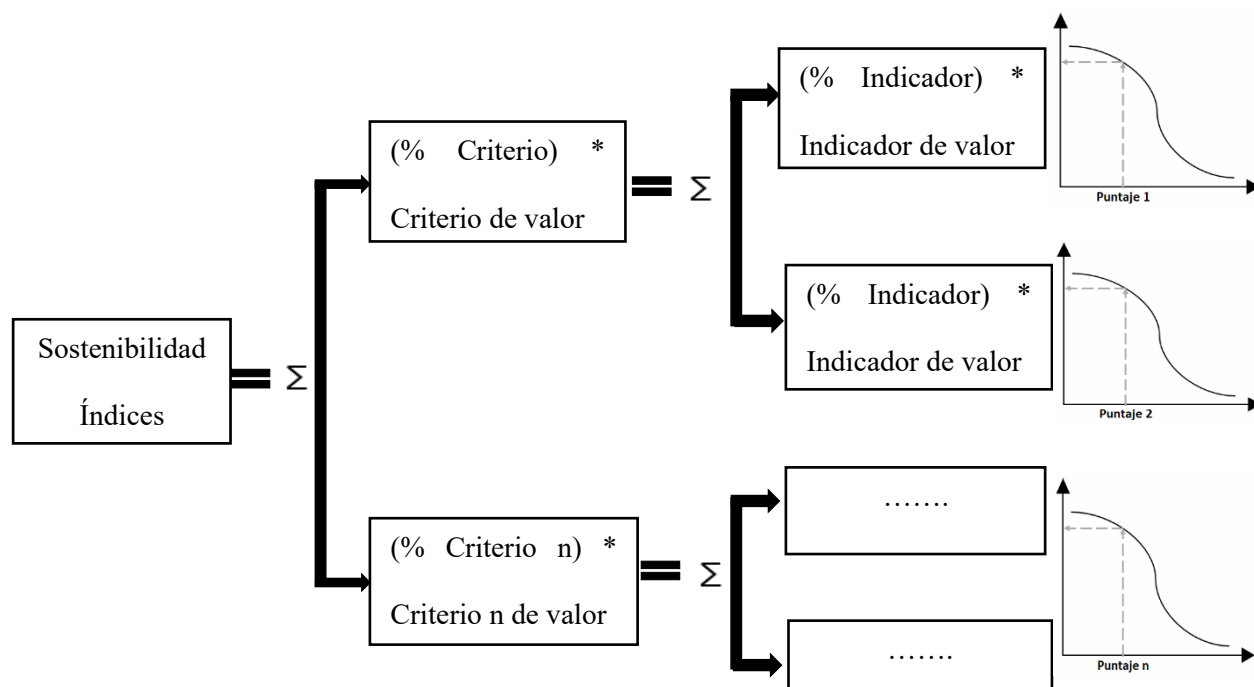 Sostenibilidad
Índices
Σ
(% Criterio) *
Criterio de valor
Σ
(% Indicador) *
Indicador de valor
Puntaje 1
(% Indicador) *
Indicador de valor
Puntaje 2
(% Criterio n) *
Criterio n de valor
Σ
…….
…….
Puntaje n